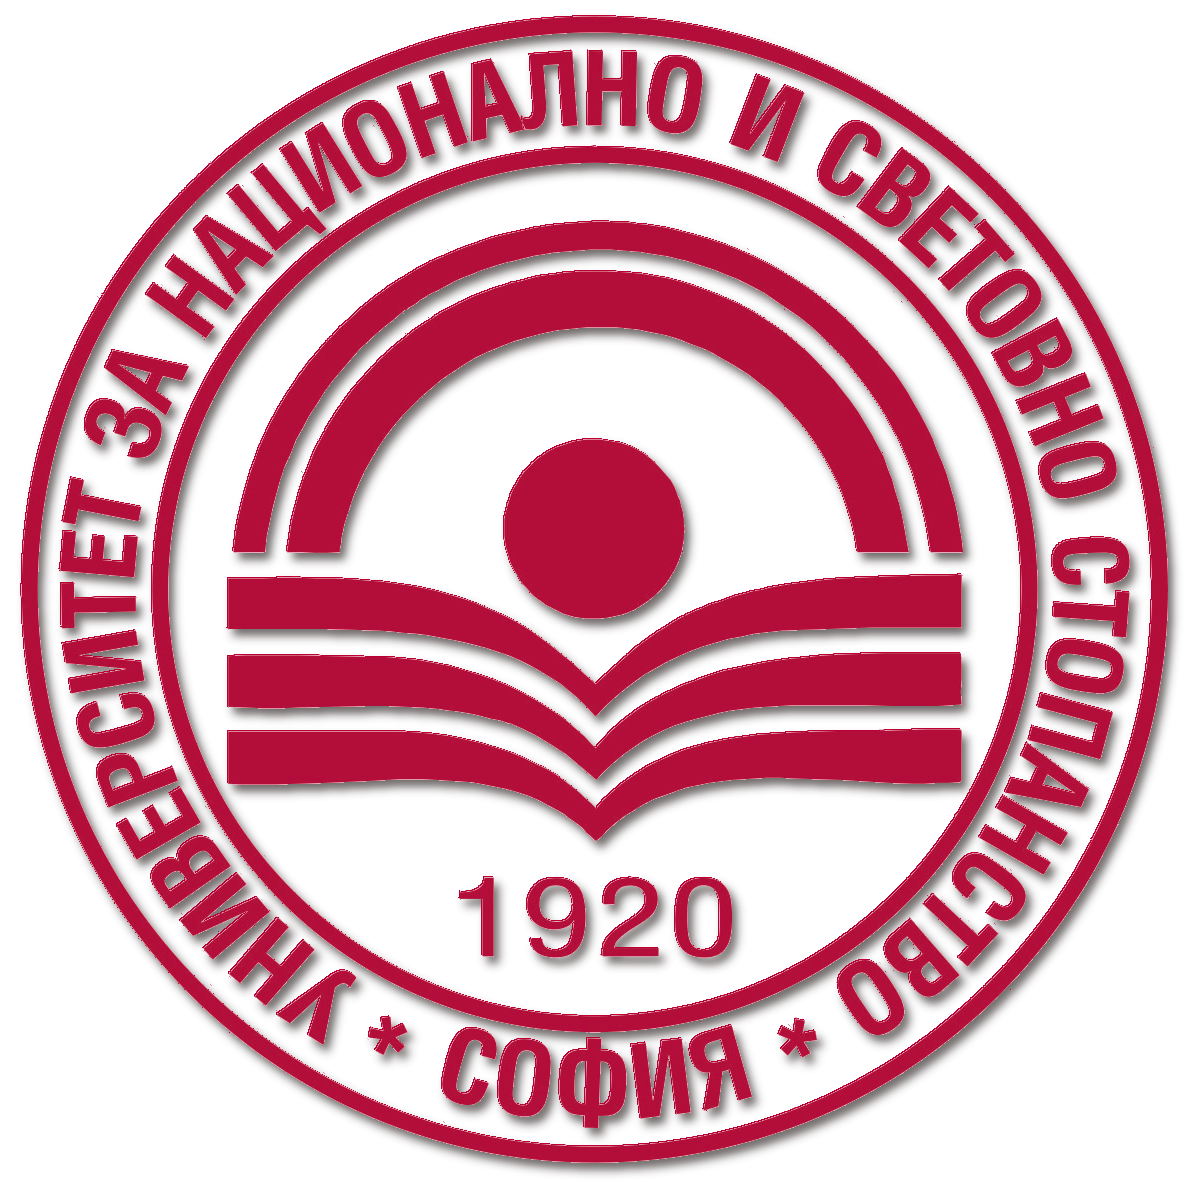 УНИВЕРСИТЕТ ЗА НАЦИОНАЛНО И СВЕТОВНО СТОПАНСТВО
* СОФИЯ *
1920